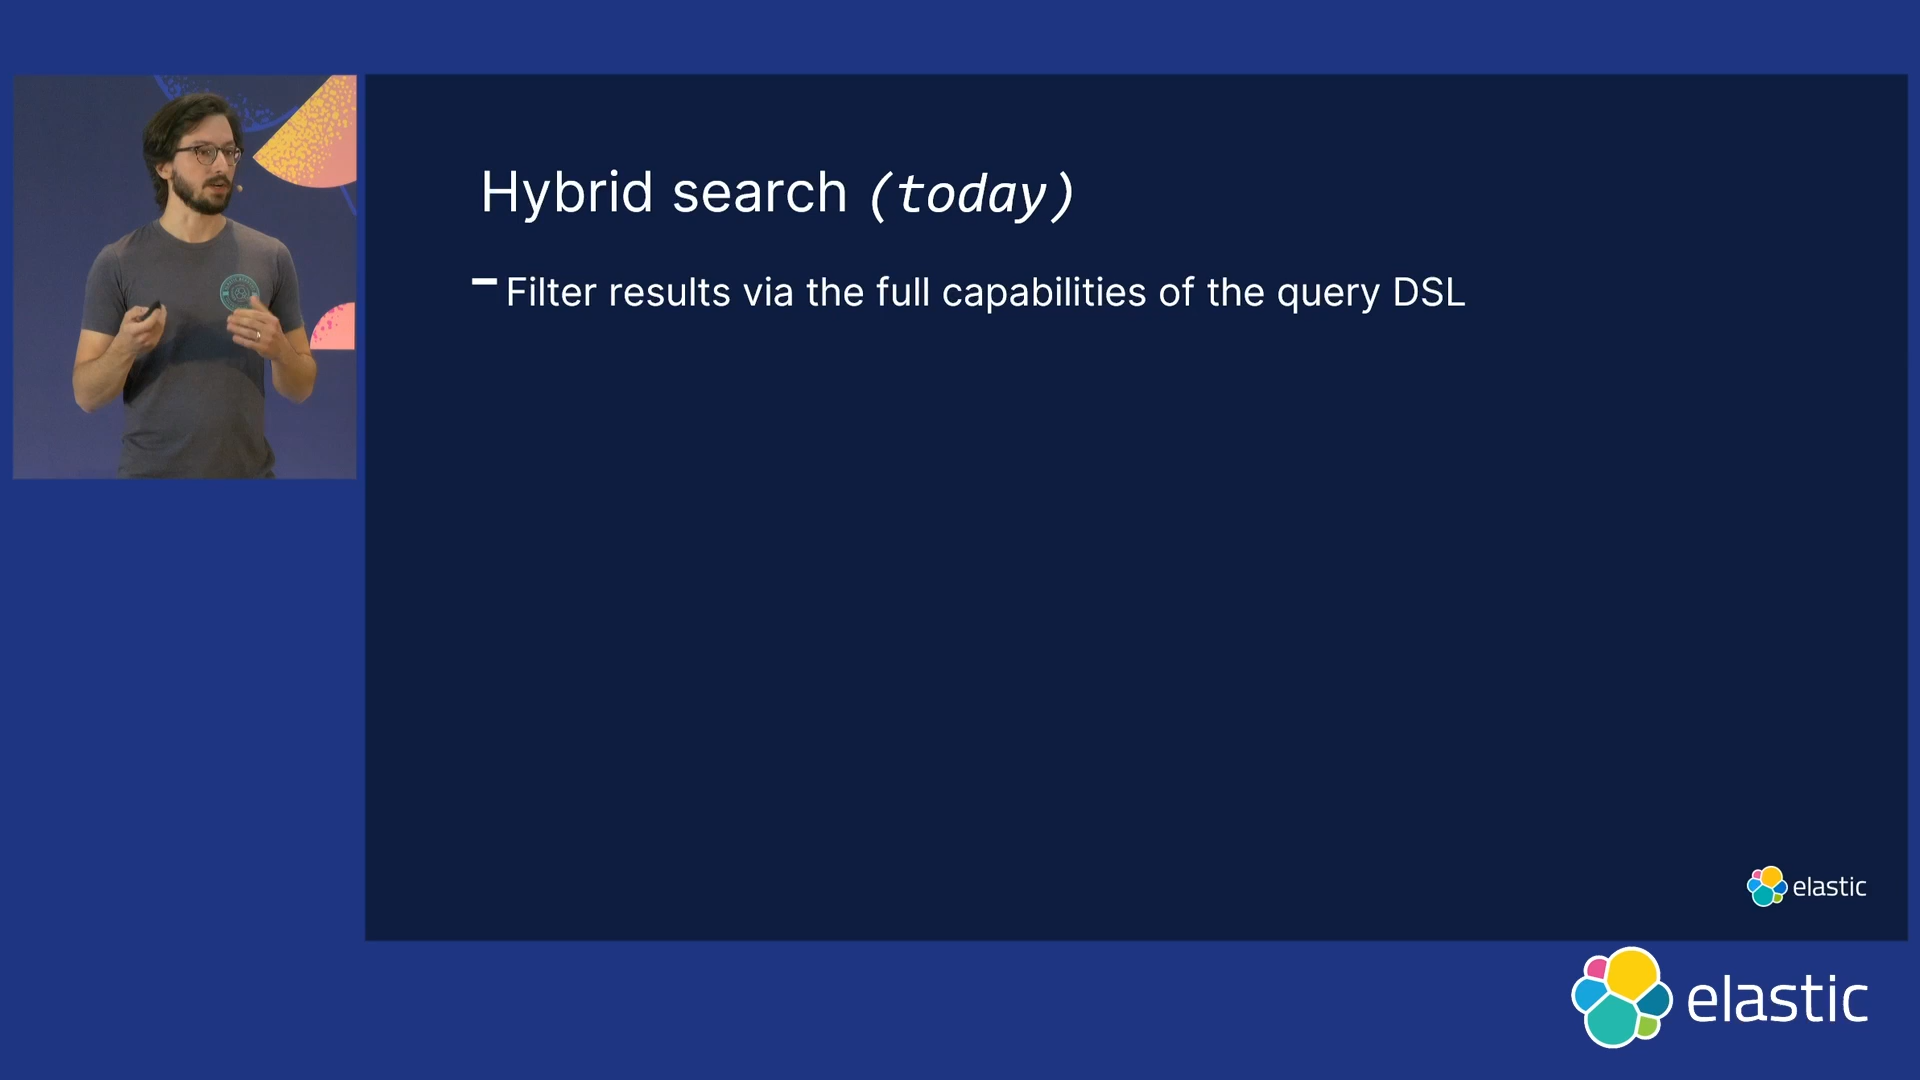 Hybrid search (today)
– Filter results via the full capabilities of the query DSL
elastic
elastic